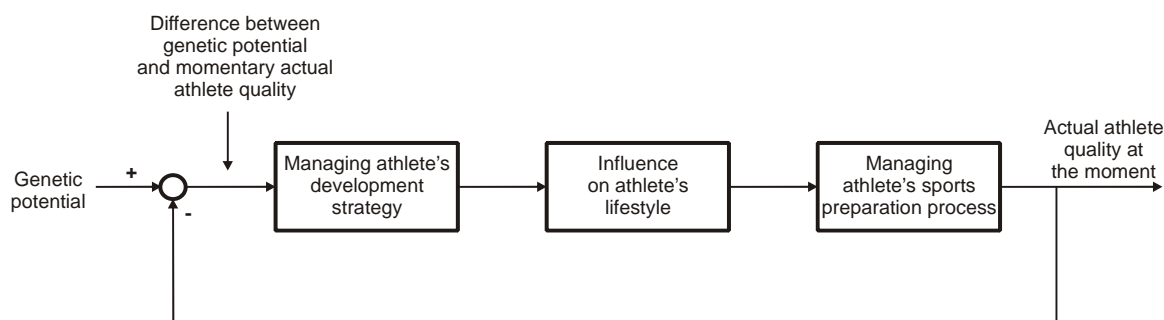 Difference between
genetic potential
and momentary actual
athlete quality
Genetic
potential
+
-
Managing athlete’s
development
strategy
Influence
on athlete’s
lifestyle
Managing
athlete’s sports
preparation process
Actual athlete
quality at
the moment